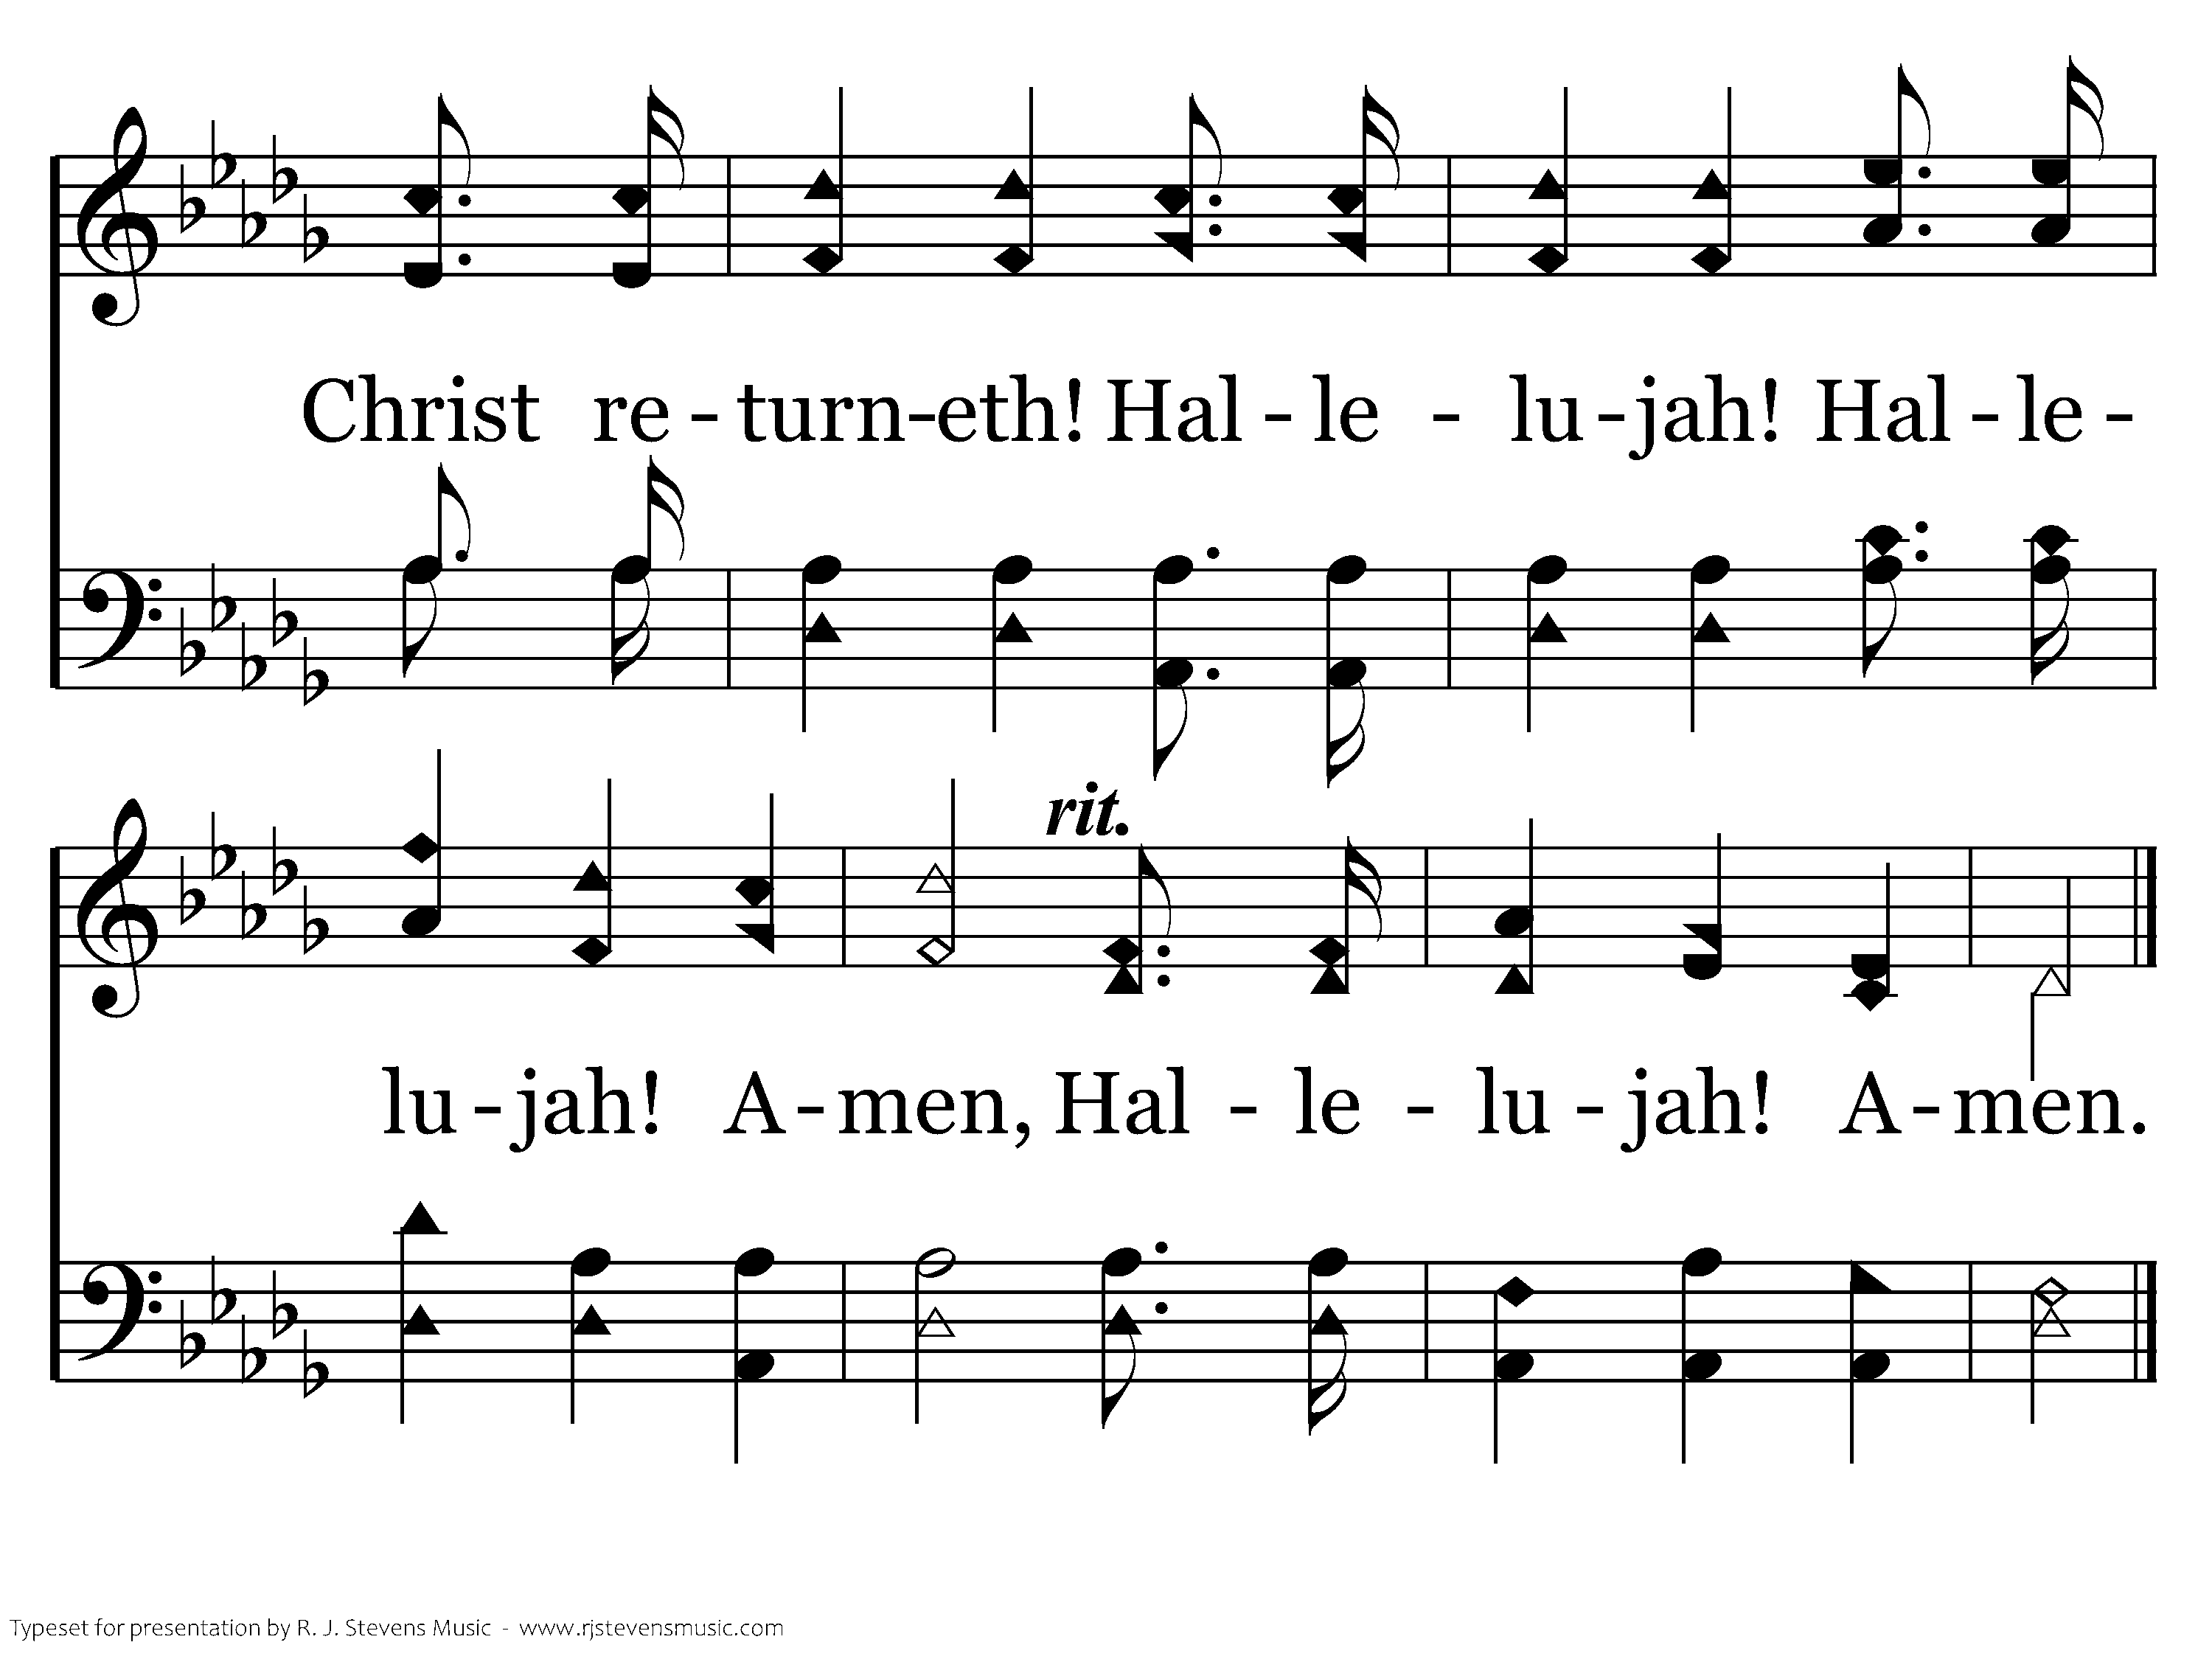 Christ re - turn-eth! Hal - le - lu-jah! Hal - le -
rit.
lu-jah! A-men, Hal - le - lu - jah! A-men.
Typeset for presentation by R. J. Stevens Music - www.rjstevensmusic.com